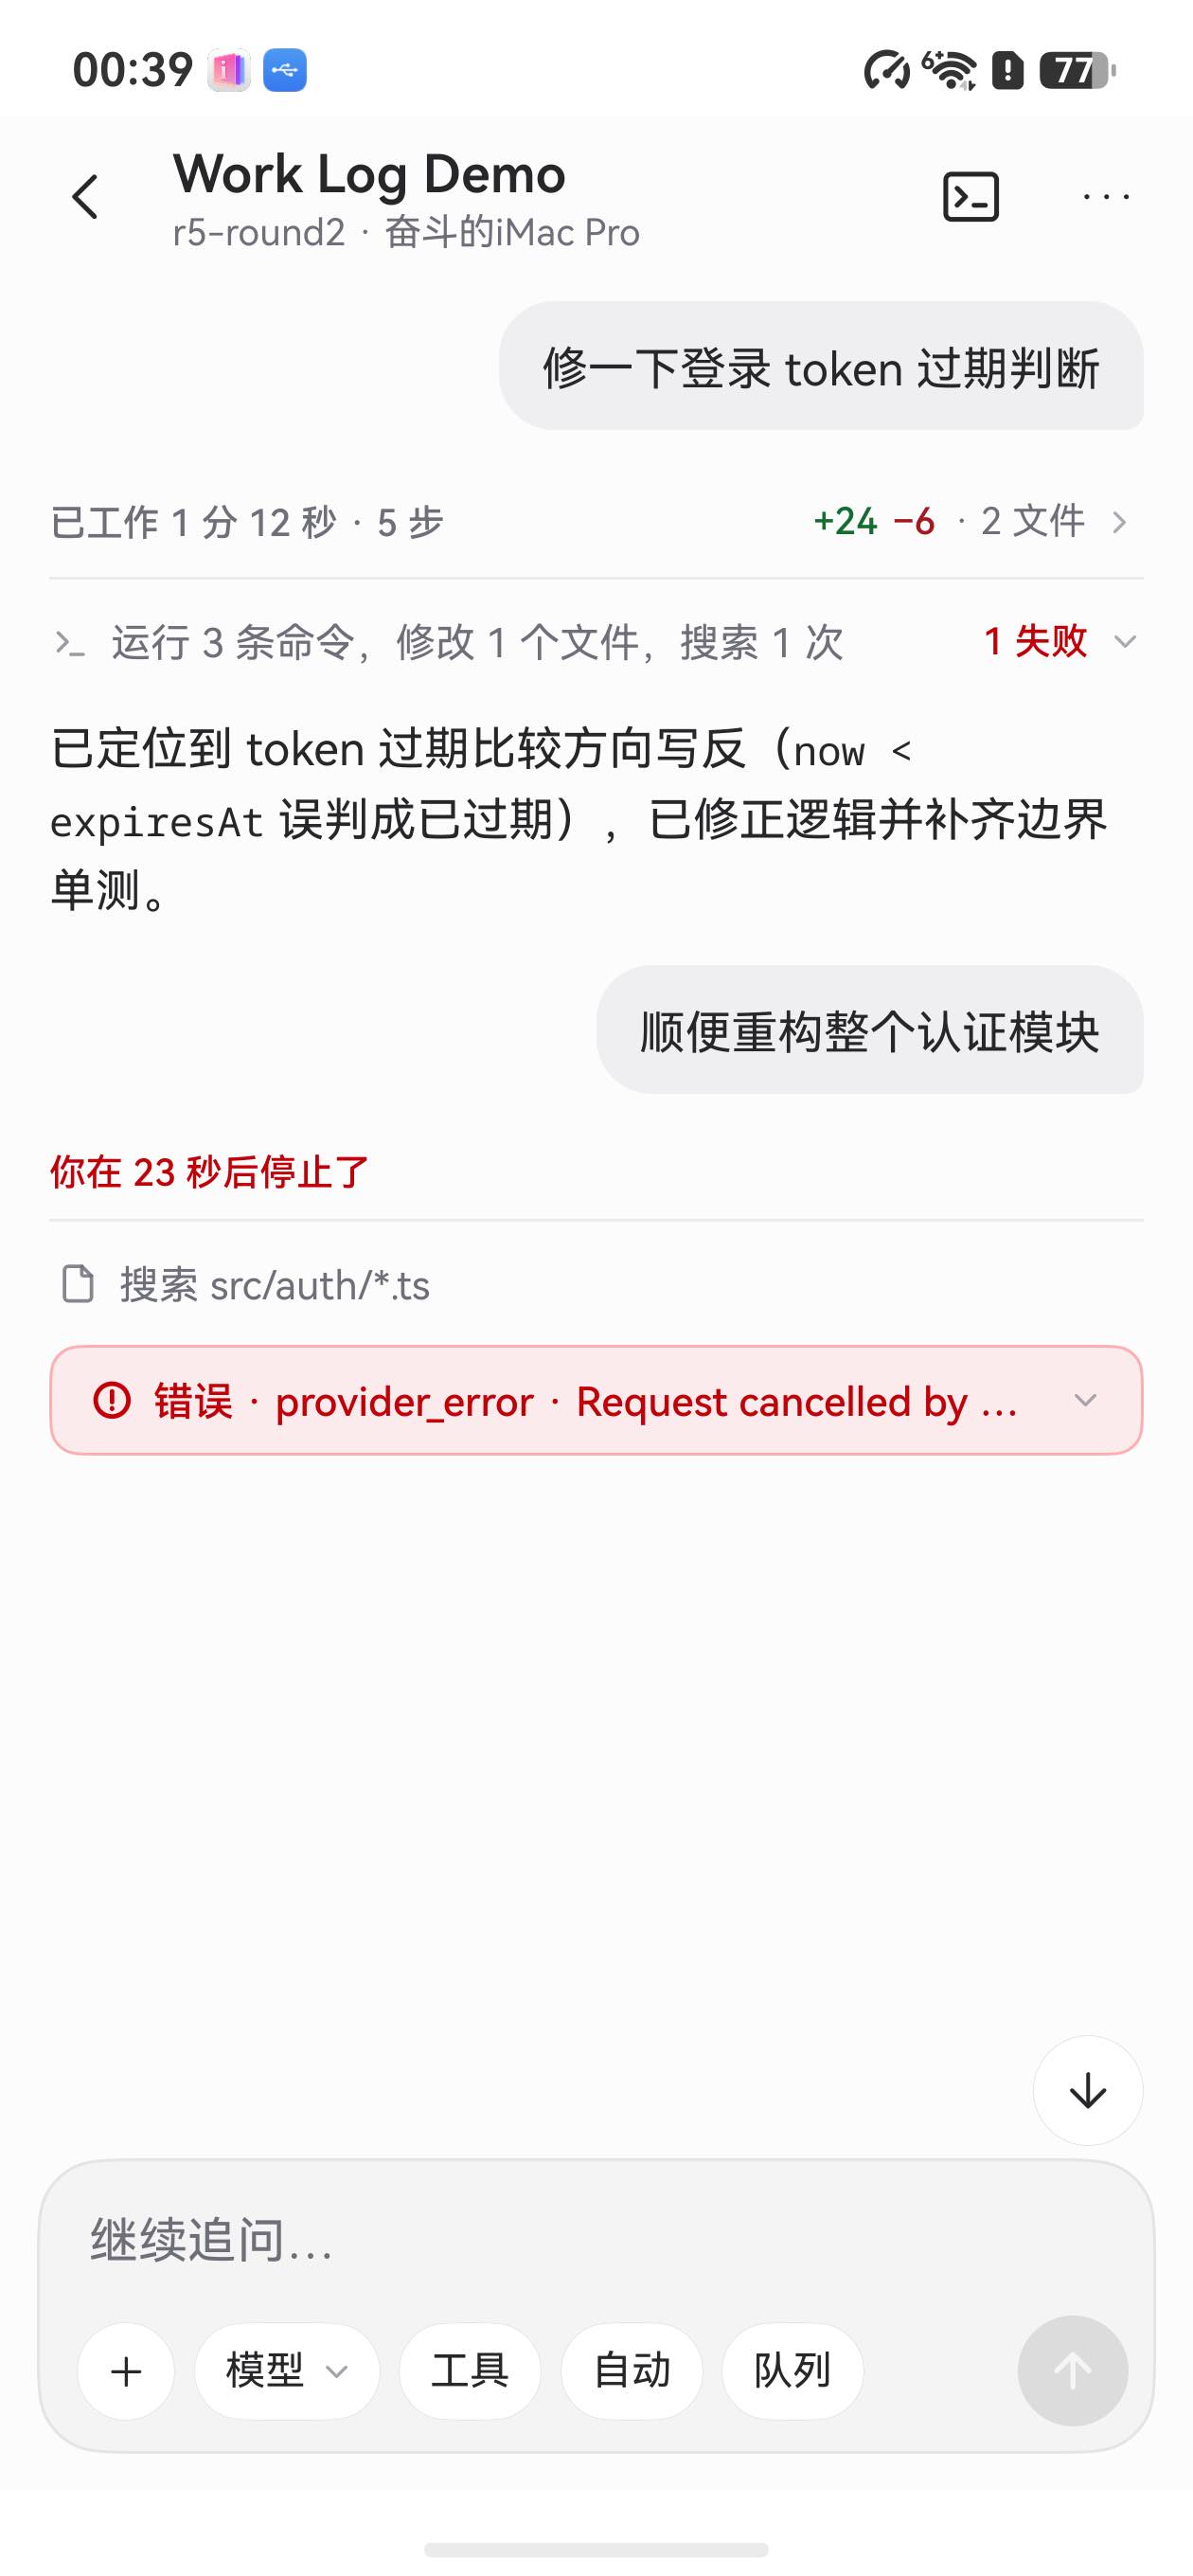 00:39
6+
77
Work Log Demo
r5-round2 · 奋斗的iMac Pro
···
修一下登录 token 过期判断
已工作 1 分 12 秒 · 5 步 +24 −6 · 2 文件
运行 3 条命令，修改 1 个文件，搜索 1 次 1 失败
已定位到 token 过期比较方向写反（now <
expiresAt 误判成已过期），已修正逻辑并补齐边界
单测。
顺便重构整个认证模块
你在 23 秒后停止了
搜索 src/auth/*.ts
错误 · provider_error · Request cancelled by …
继续追问…
+ 模型 工具 自动 队列